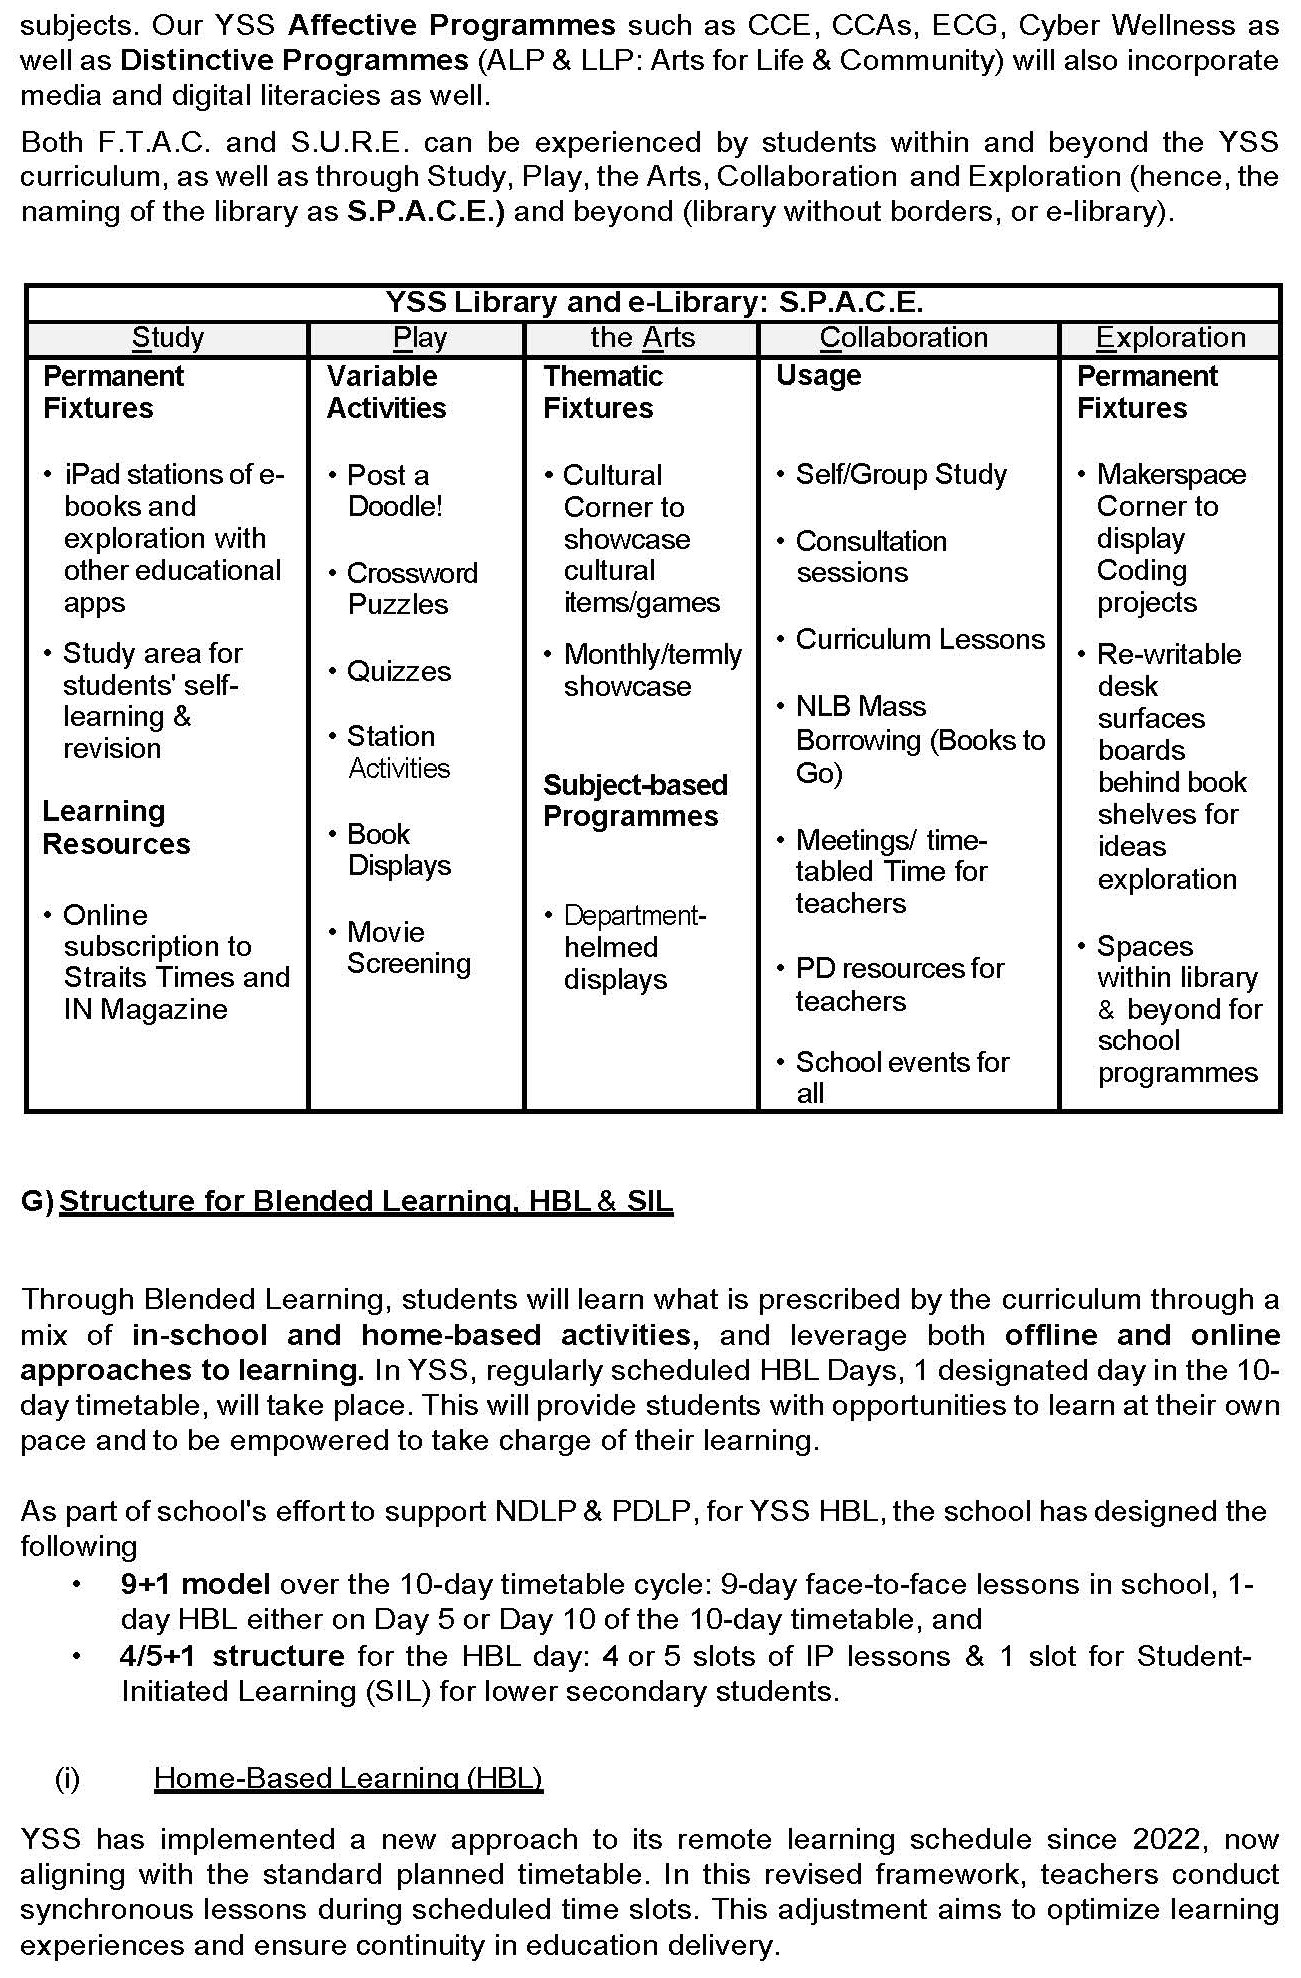 subjects. Our YSS Affective Programmes such as CCE, CCAs, ECG, Cyber Wellness as
well as Distinctive Programmes (ALP & LLP: Arts for Life & Community) will also incorporate
media and digital literacies as well.
Both F.T.A.C. and S.U.R.E. can be experienced by students within and beyond the YSS
curriculum, as well as through Study, Play, the Arts, Collaboration and Exploration (hence, the
naming of the library as S.P.A.C.E.) and beyond (library without borders, or e-library).
YSS Library and e-Library: S.P.A.C.E.
Study
Play
the Arts
Collaboration
Exploration
Permanent
Fixtures
• iPad stations of e-
books and
exploration with
other educational
apps
• Study area for
students' self-
learning &
revision
Learning
Resources
• Online
subscription to
Straits Times and
IN Magazine
Variable
Activities
• Post a
Doodle!
• Crossword
Puzzles
• Quizzes
• Station
Activities
• Book
Displays
• Movie
Screening
Thematic
Fixtures
• Cultural
Corner to
showcase
cultural
items/games
• Monthly/termly
showcase
Subject-based
Programmes
• Department-
helmed
displays
Usage
• Self/Group Study
• Consultation
sessions
• Curriculum Lessons
• NLB Mass
Borrowing (Books to
Go)
• Meetings/ time-
tabled Time for
teachers
• PD resources for
teachers
• School events for
all
Permanent
Fixtures
• Makerspace
Corner to
display
Coding
projects
• Re-writable
desk
surfaces
boards
behind book
shelves for
ideas
exploration
• Spaces
within library
& beyond for
school
programmes
G) Structure for Blended Learning, HBL & SIL
Through Blended Learning, students will learn what is prescribed by the curriculum through a
mix of in-school and home-based activities, and leverage both offline and online
approaches to learning. In YSS, regularly scheduled HBL Days, 1 designated day in the 10-
day timetable, will take place. This will provide students with opportunities to learn at their own
pace and to be empowered to take charge of their learning.
As part of school's effort to support NDLP & PDLP, for YSS HBL, the school has designed the
following
• 9+1 model over the 10-day timetable cycle: 9-day face-to-face lessons in school, 1-
day HBL either on Day 5 or Day 10 of the 10-day timetable, and
• 4/5+1 structure for the HBL day: 4 or 5 slots of IP lessons & 1 slot for Student-
Initiated Learning (SIL) for lower secondary students.
(i) Home-Based Learning (HBL)
YSS has implemented a new approach to its remote learning schedule since 2022, now
aligning with the standard planned timetable. In this revised framework, teachers conduct
synchronous lessons during scheduled time slots. This adjustment aims to optimize learning
experiences and ensure continuity in education delivery.